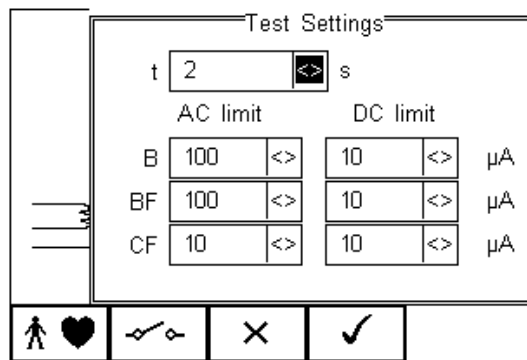 Test Settings
t 2 <> s
AC limit DC limit
B 100 <> 10 <> µA
BF 100 <> 10 <> µA
CF 10 <> 10 <> µA